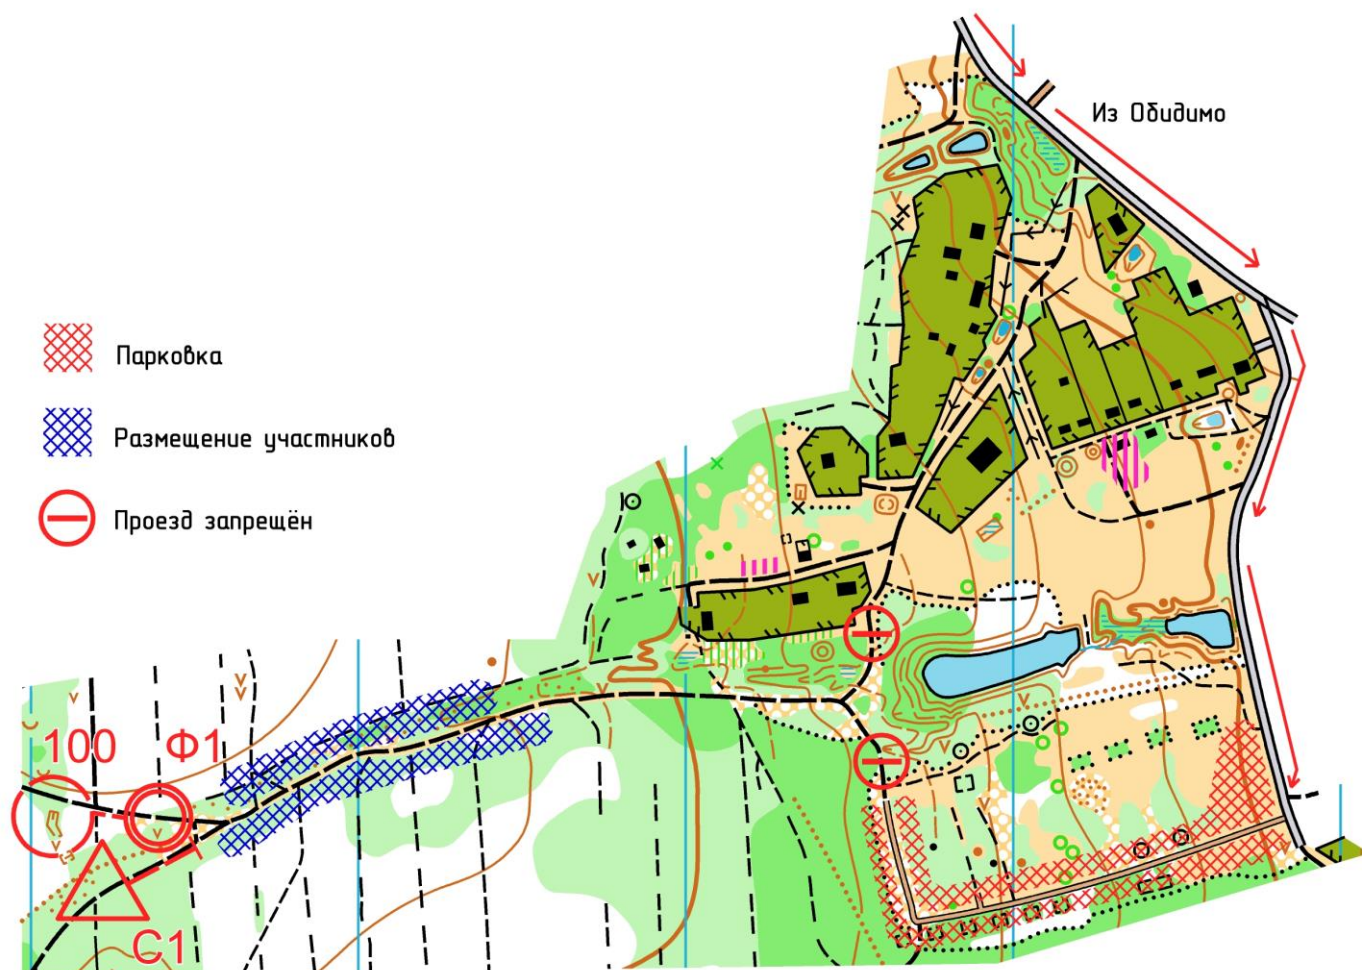 Из Обидимо
Парковка
Размещение участников
Проезд запрещён
100 Ф1
С1